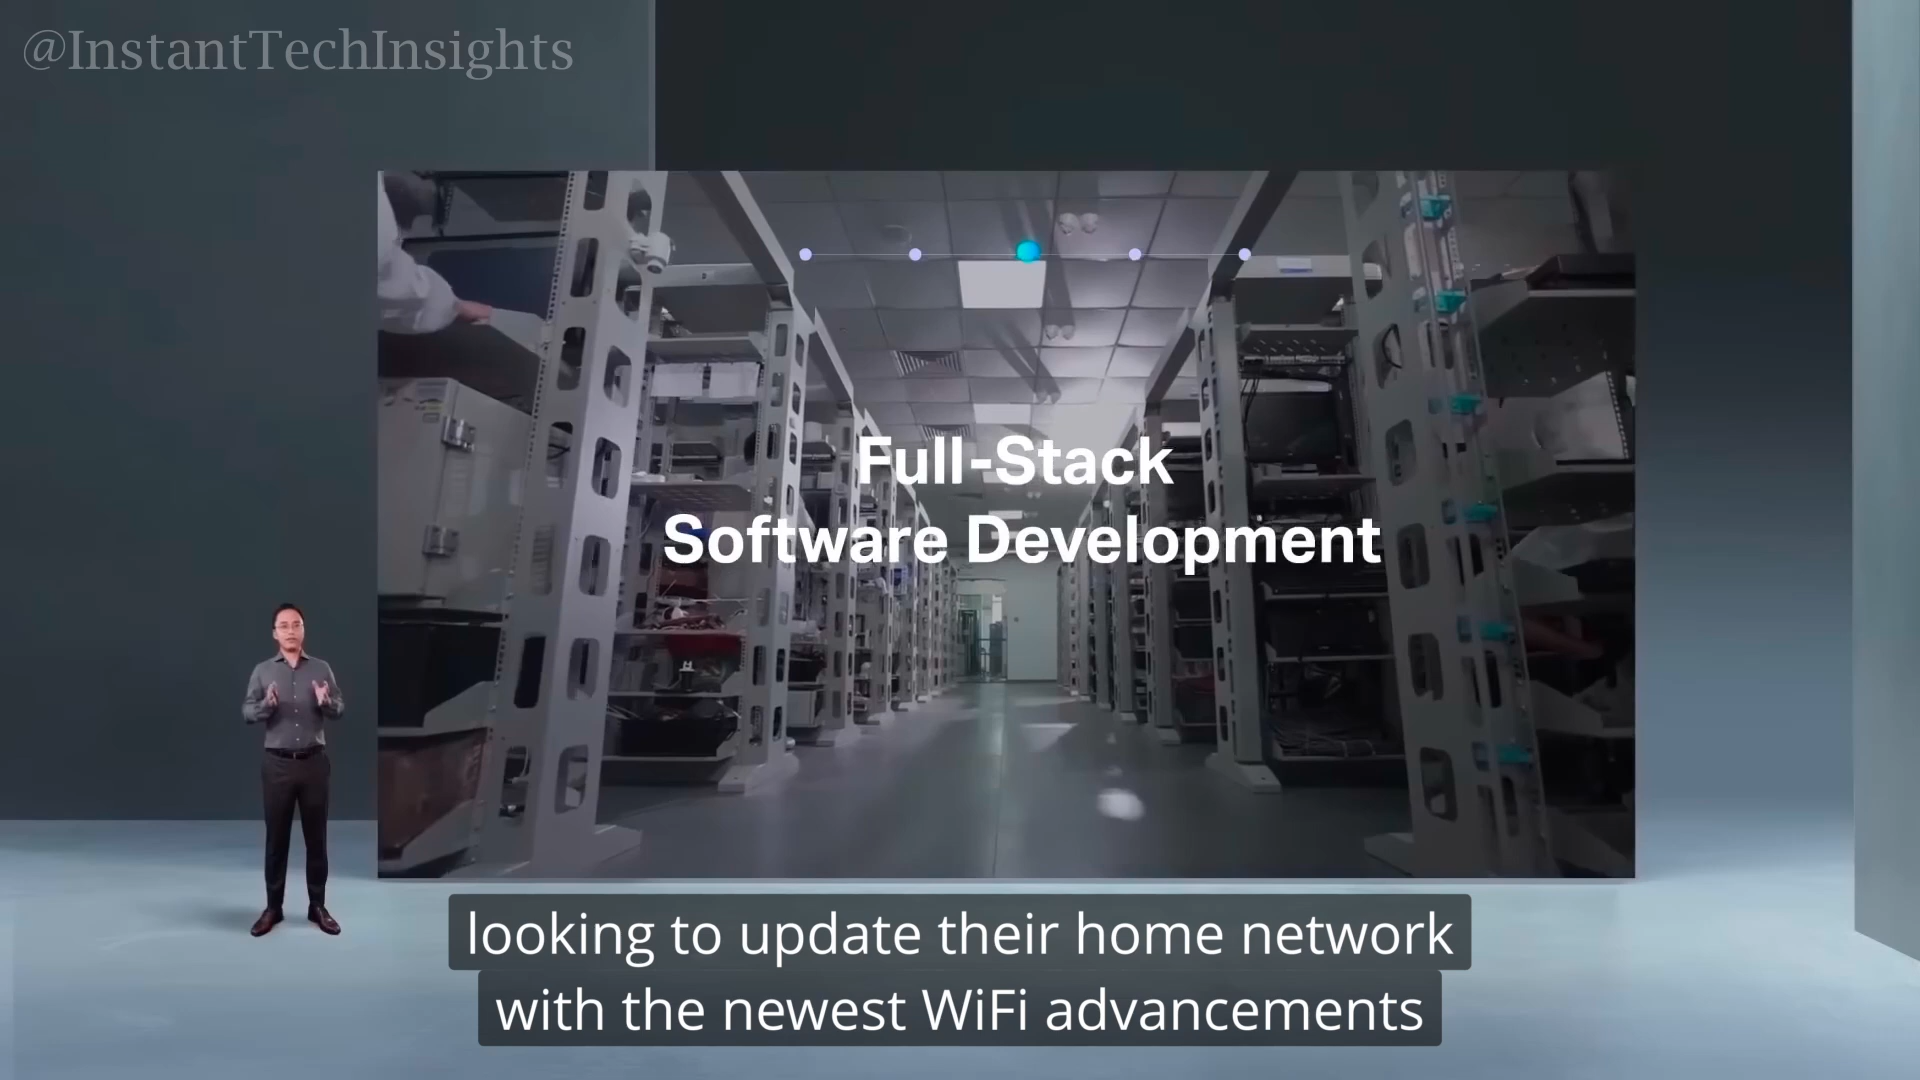 @InstantTechInsights
Full-Stack
Software Development
looking to update their home network
with the newest WiFi advancements